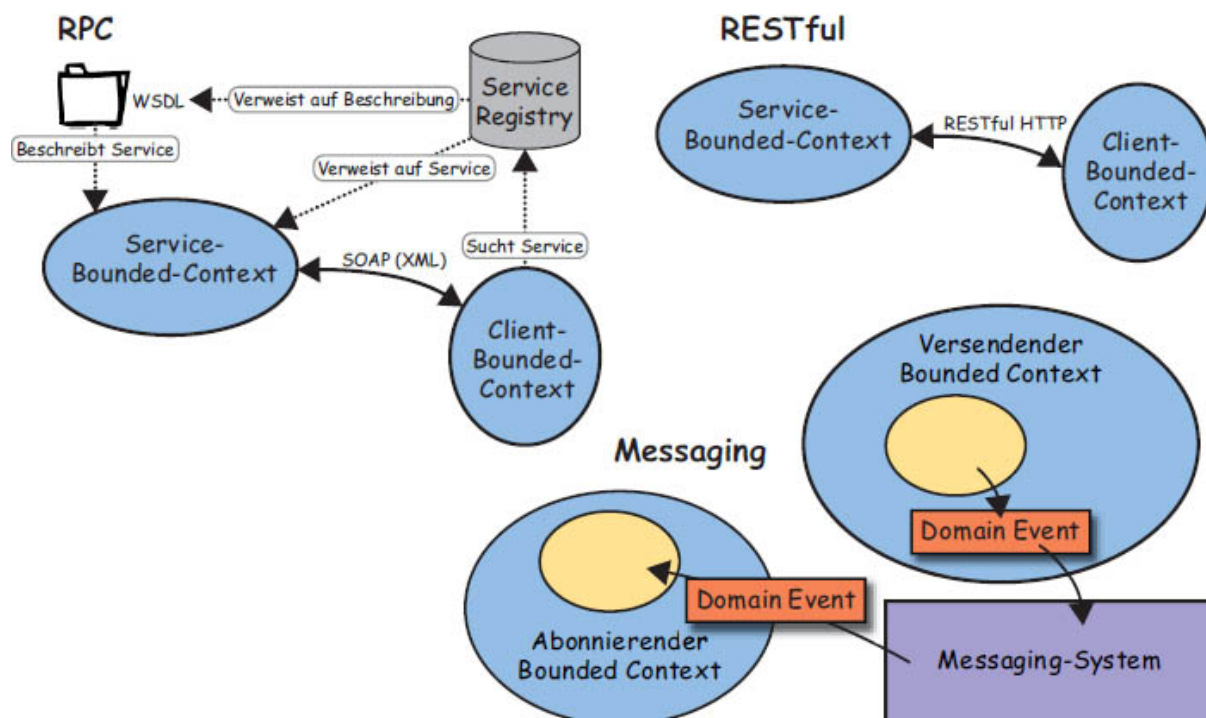 RPC
WSDL
Verweist auf Beschreibung
Service
Registry
Beschreibt Service
Verweist auf Service
Service-
Bounded-Context
SOAP (XML)
Sucht Service
Client-
Bounded-
Context
RESTful
Service-
Bounded-Context
RESTful HTTP
Client-
Bounded-
Context
Messaging
Versendender
Bounded Context
Domain Event
Domain Event
Abonnierender
Bounded Context
Messaging-System